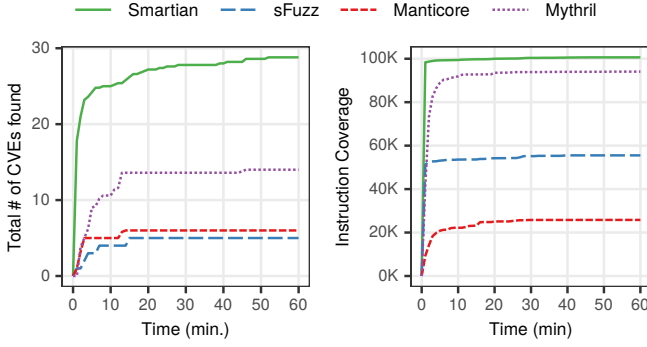 Smartian sFuzz Manticore Mythril
Total # of CVEs found
30
20
10
0
0 10 20 30 40 50 60
Time (min.)
Instruction Coverage
100K
80K
60K
40K
20K
0K
0 10 20 30 40 50 60
Time (min)